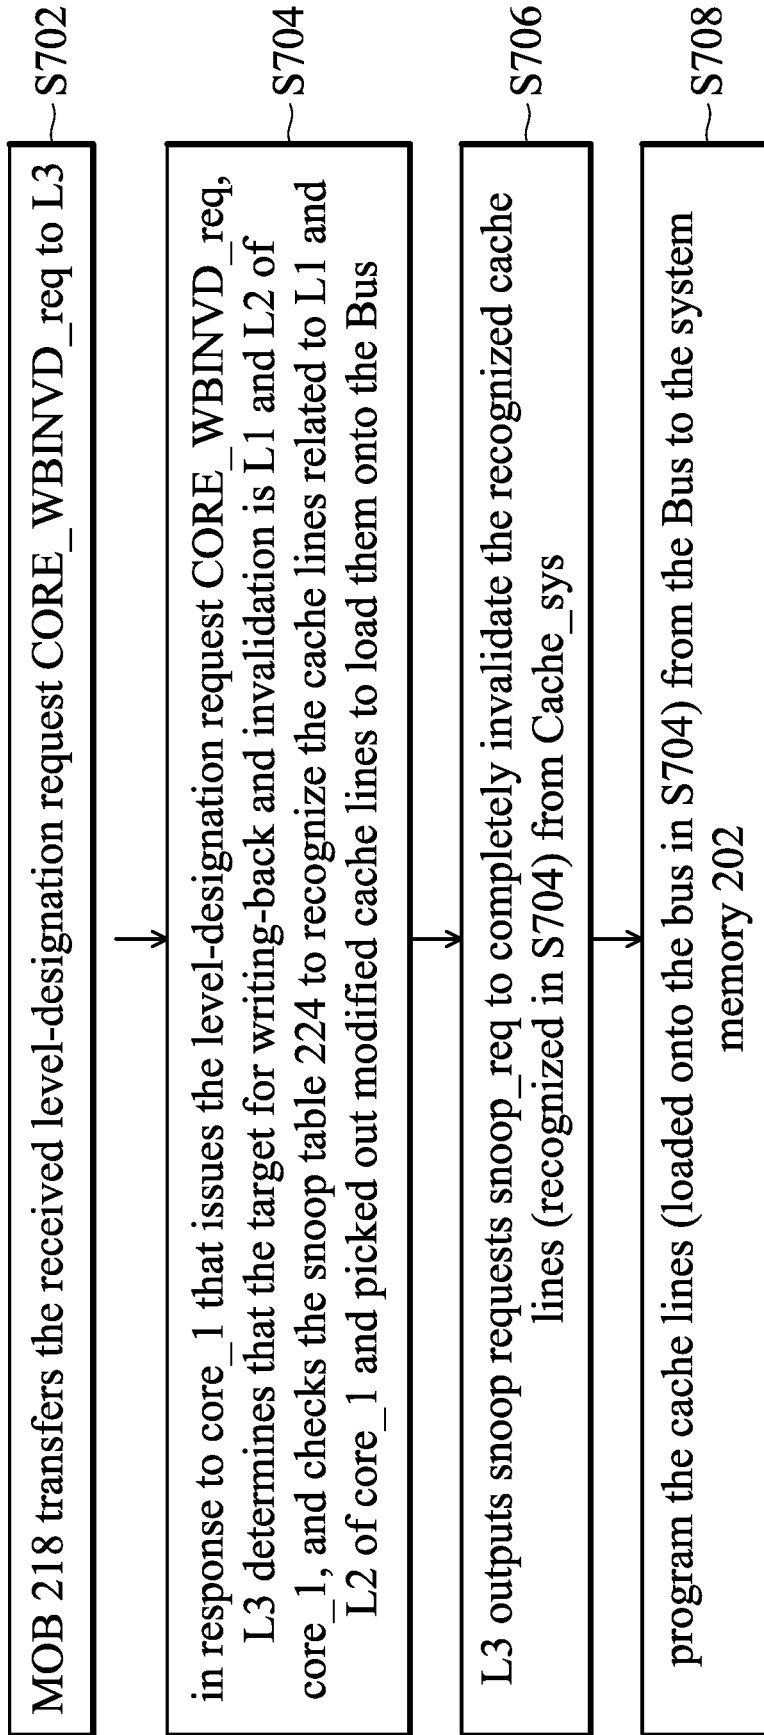 MOB 218 transfers the received level-designation request CORE_WBINVD_req to L3
S702
in response to core_1 that issues the level-designation request CORE_WBINVD_req,
L3 determines that the target for writing-back and invalidation is L1 and L2 of
core_1, and checks the snoop table 224 to recognize the cache lines related to L1 and
L2 of core_1 and picked out modified cache lines to load them onto the Bus
S704
L3 outputs snoop requests snoop_req to completely invalidate the recognized cache
lines (recognized in S704) from Cache_sys
S706
program the cache lines (loaded onto the bus in S704) from the Bus to the system
memory 202
S708